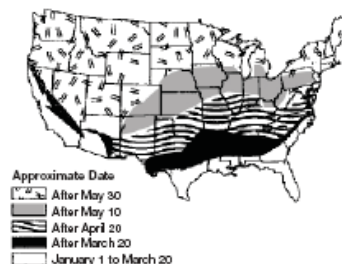 Approximate Date
After May 30
After May 10
After April 20
After March 20
January 1 to March 20